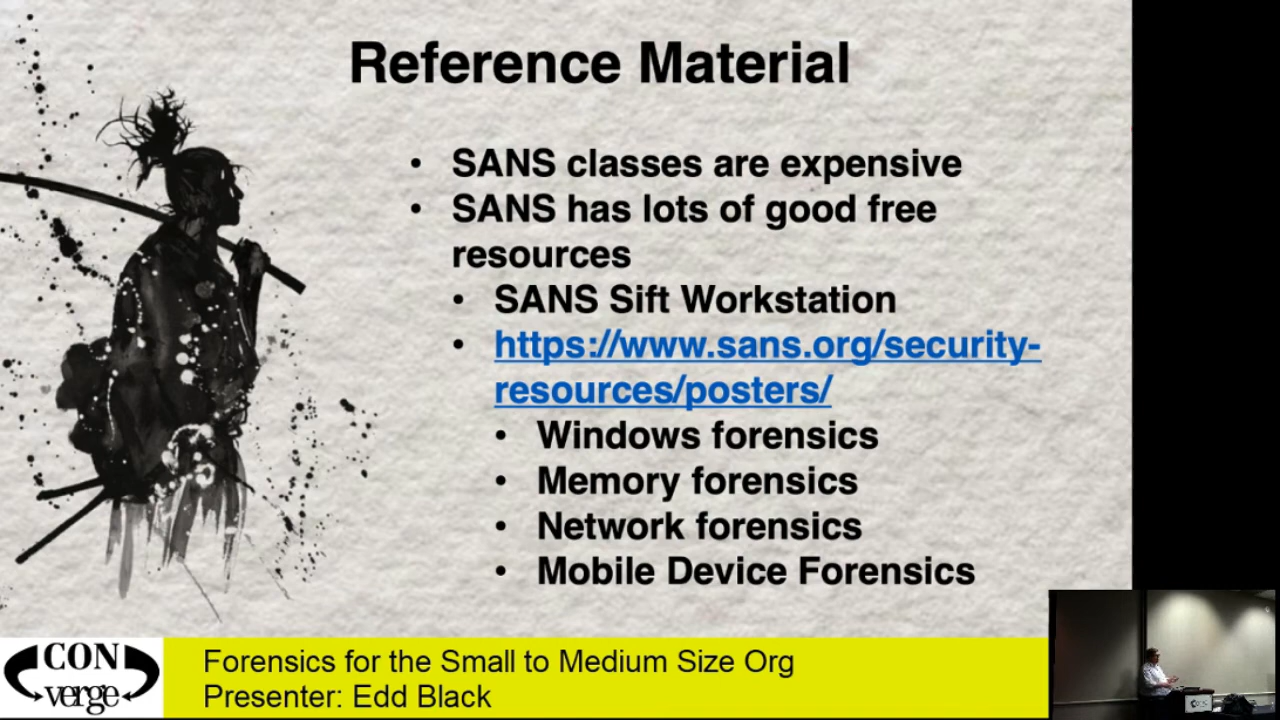 Reference Material
• SANS classes are expensive
• SANS has lots of good free
resources
• SANS Sift Workstation
• https://www.sans.org/security-
resources/posters/
• Windows forensics
• Memory forensics
• Network forensics
• Mobile Device Forensics
CON
verge
Forensics for the Small to Medium Size Org
Presenter: Edd Black